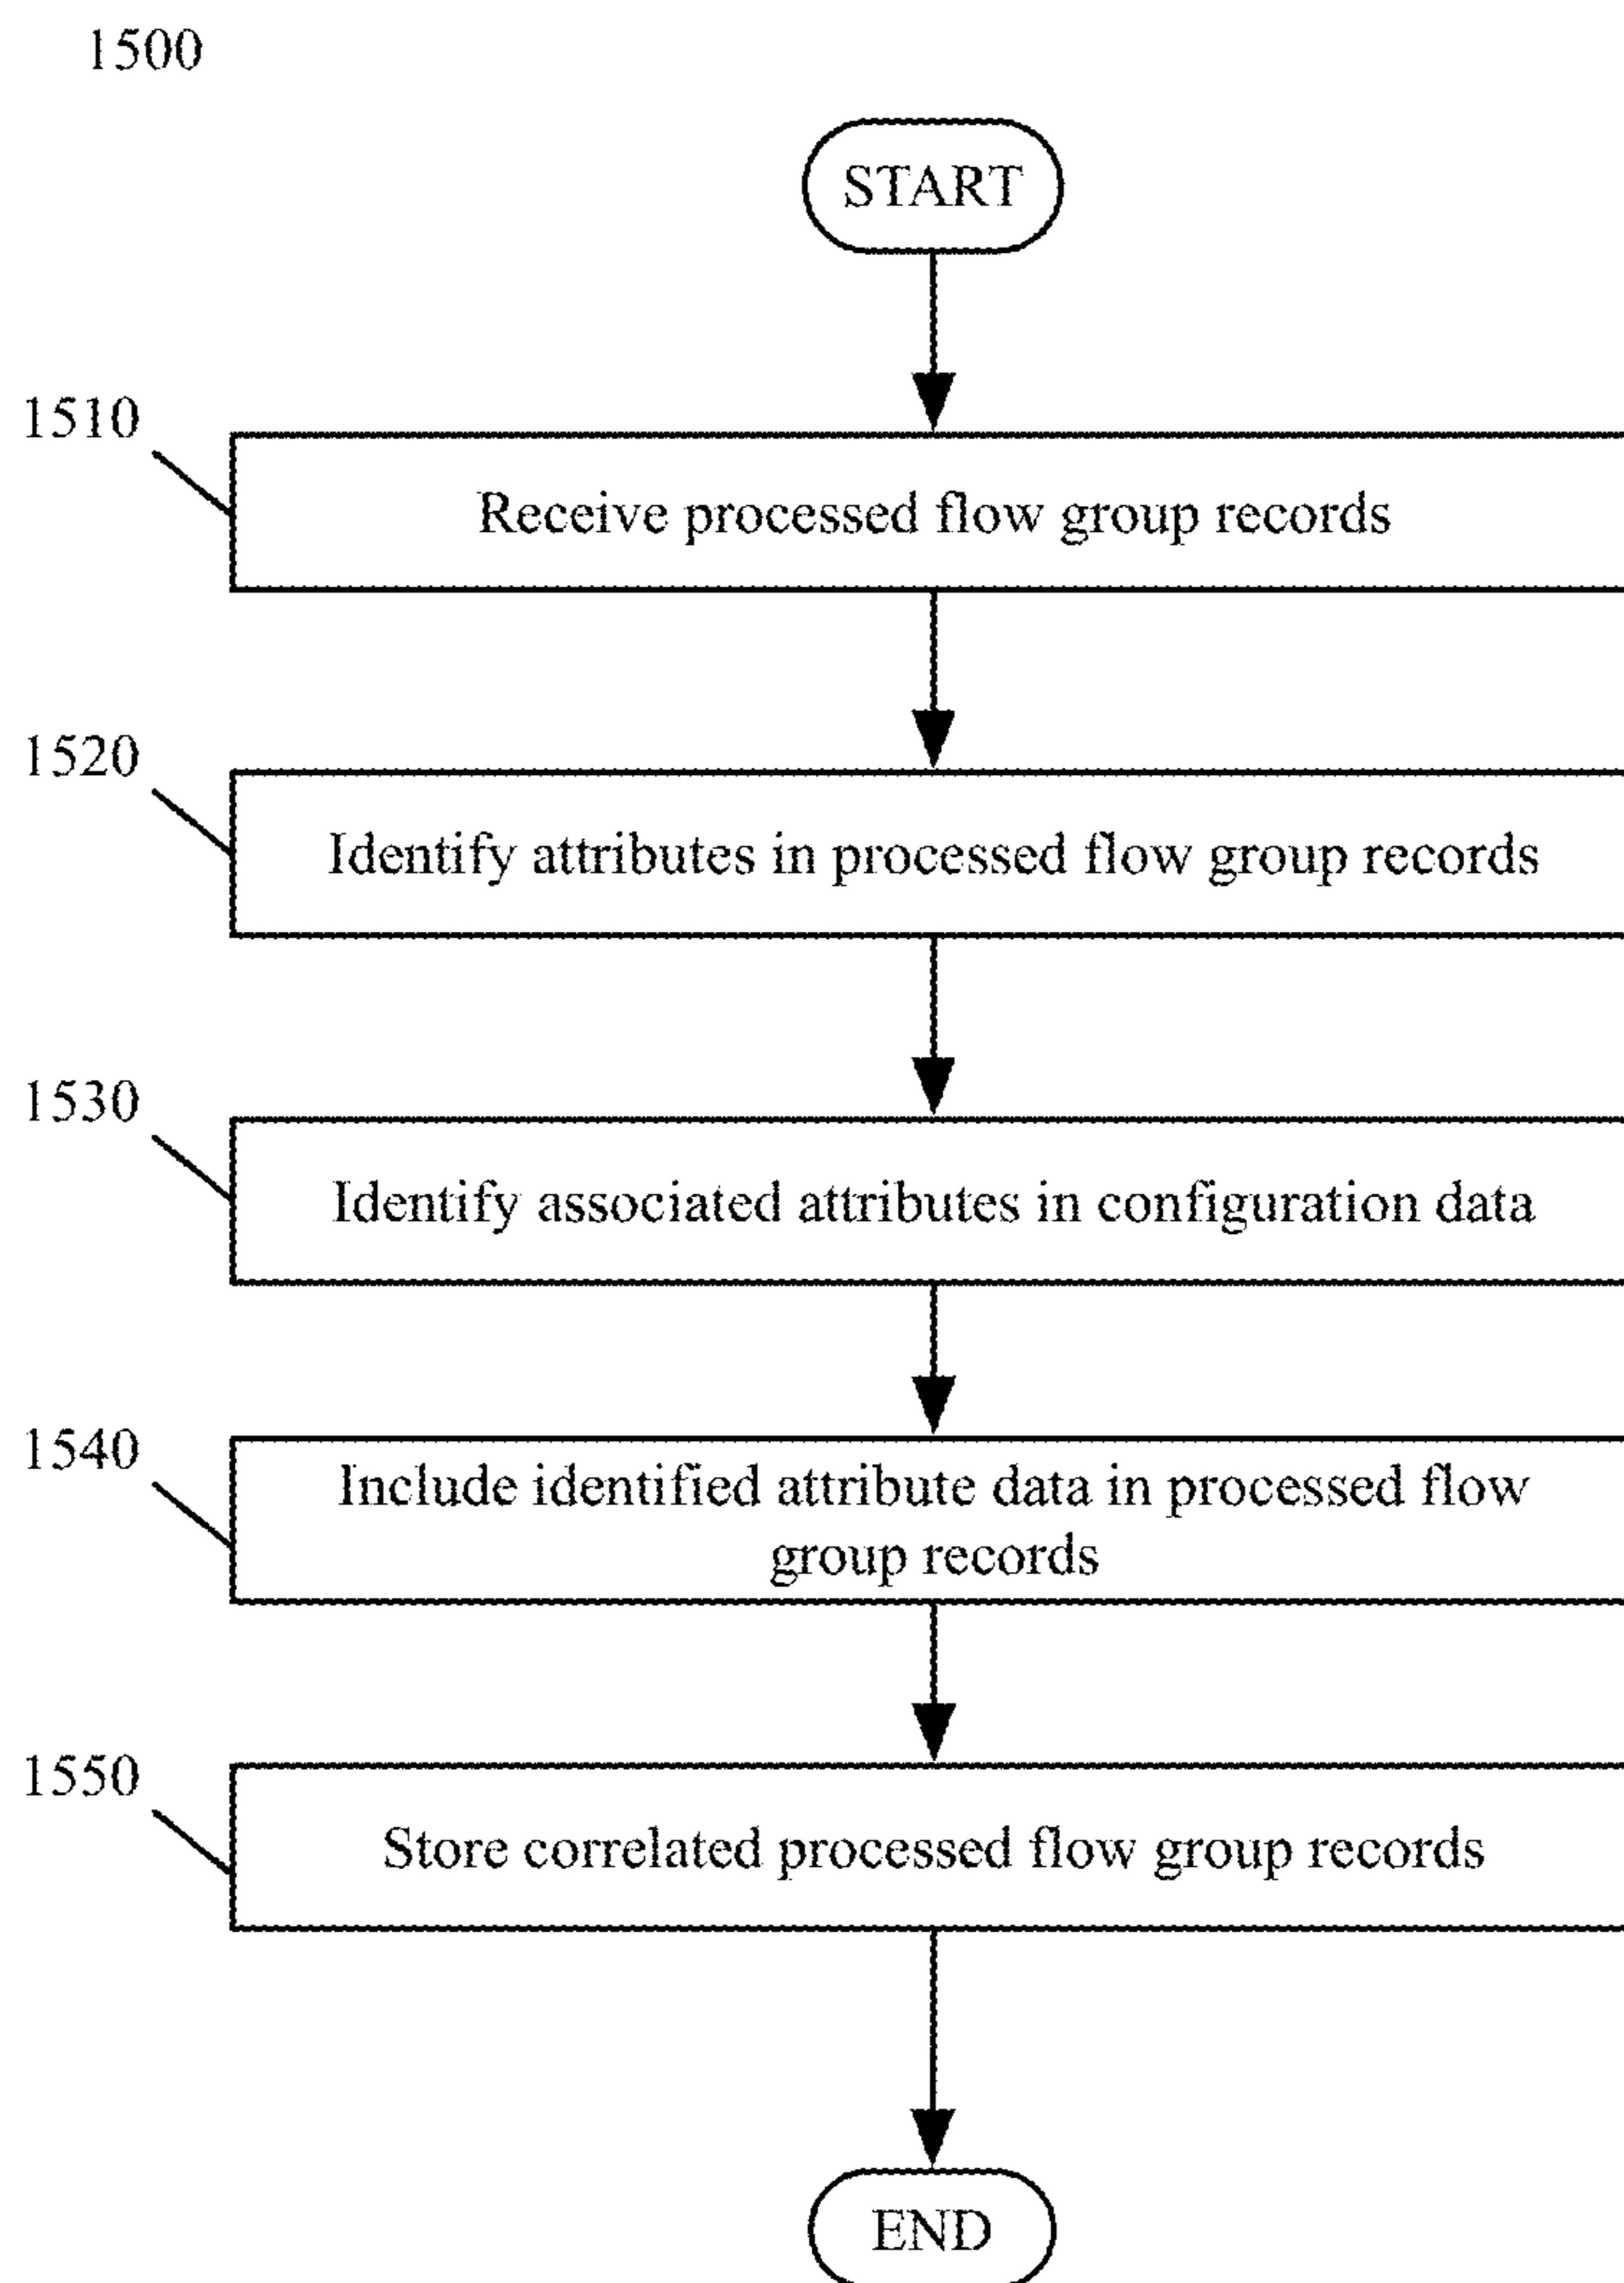 1500
START
1510
Receive processed flow group records
1520
Identify attributes in processed flow group records
1530
Identify associated attributes in configuration data
1540
Include identified attribute data in processed flow
group records
1550
Store correlated processed flow group records
END